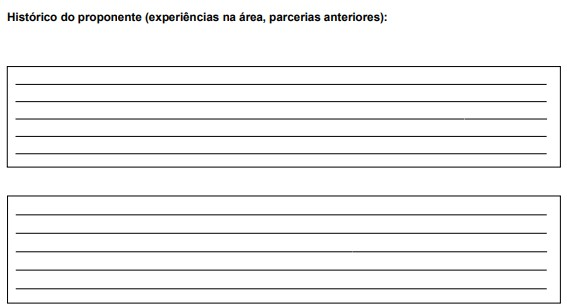 Histórico do proponente (experiências na área, parcerias anteriores):